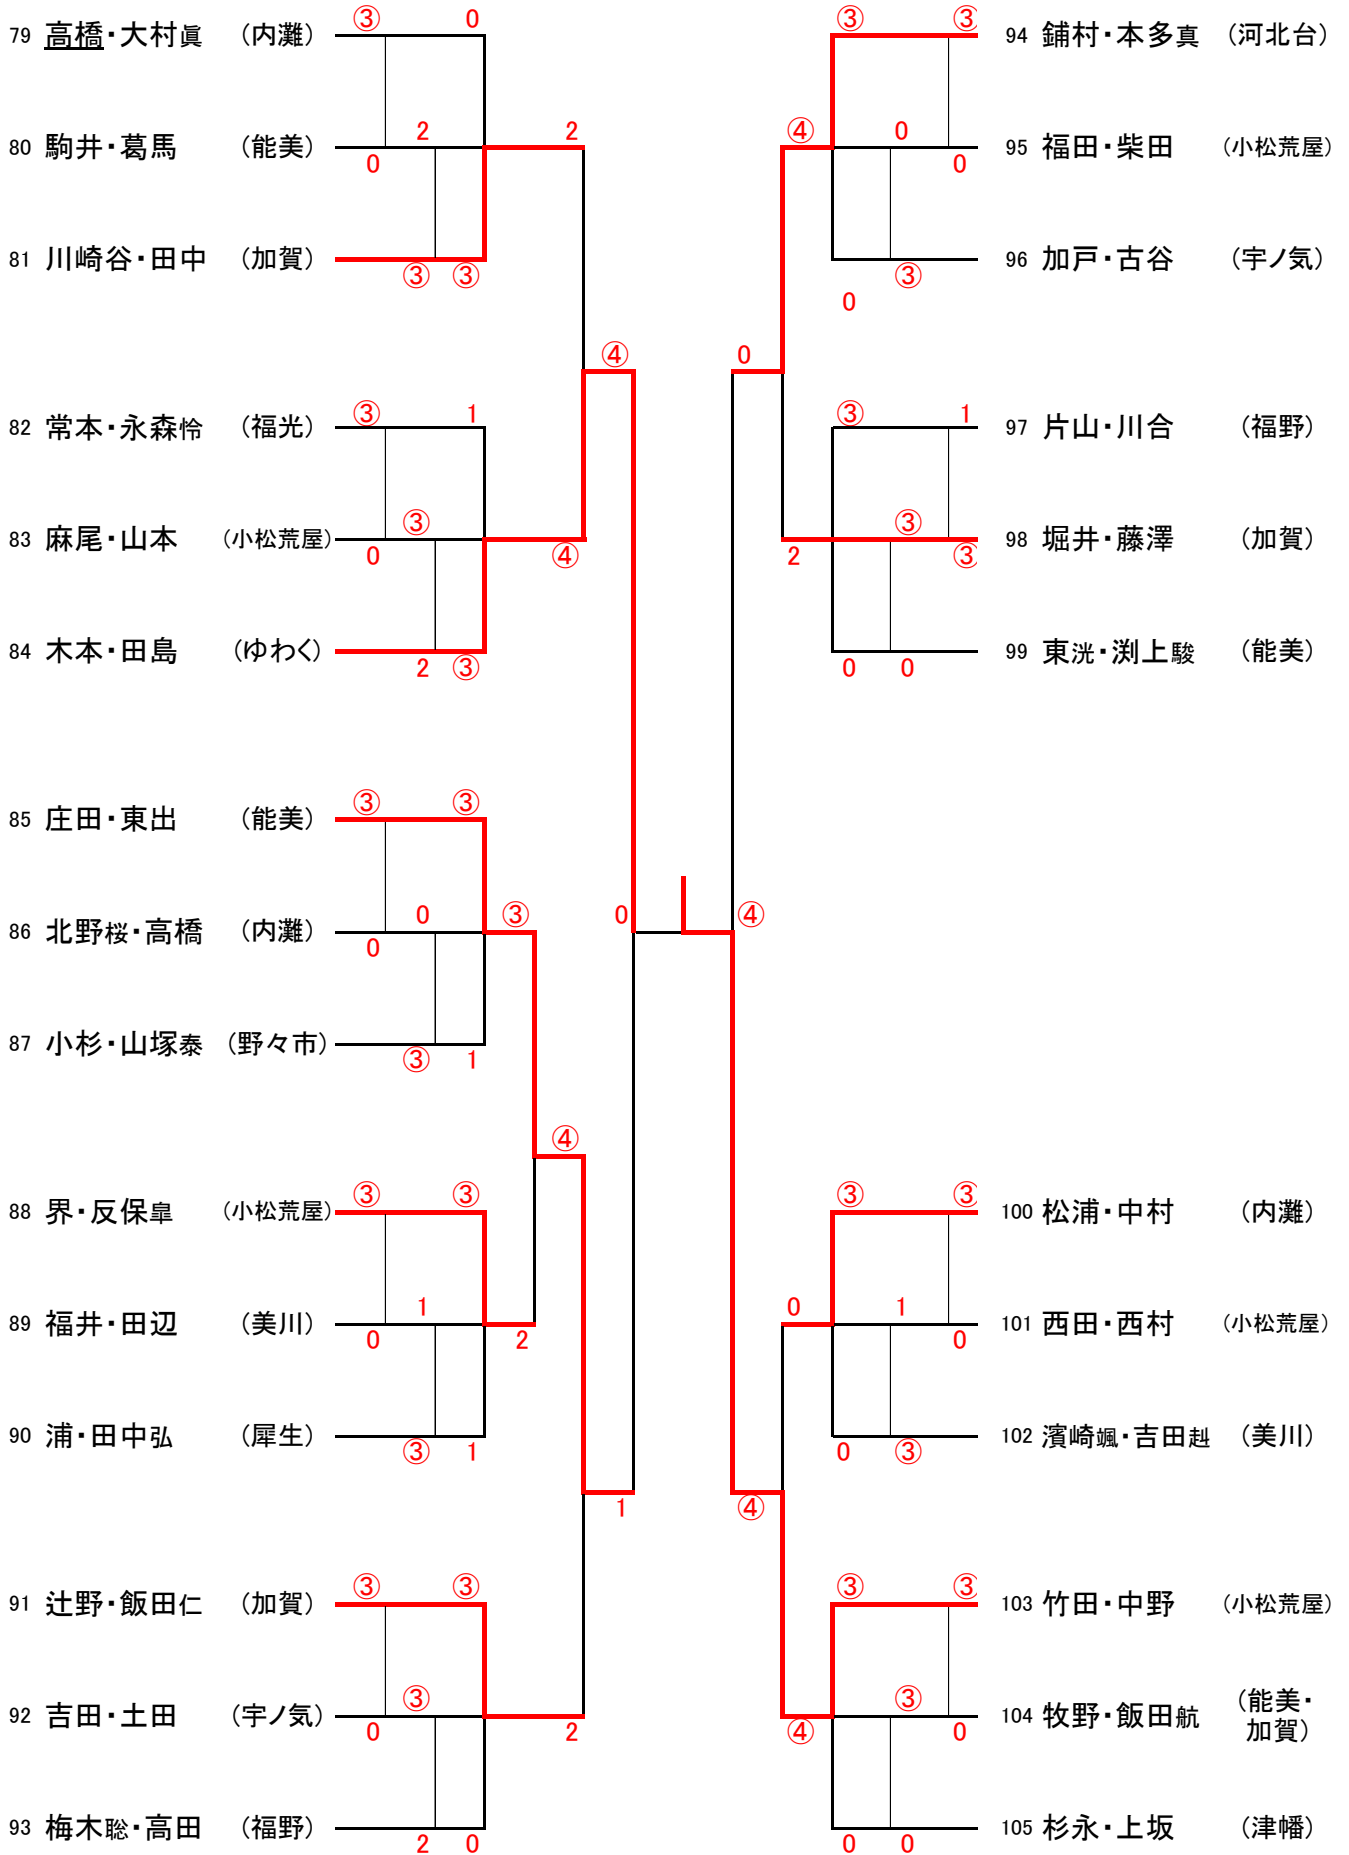 ③ 0
79 高橋・大村眞 (内灘)
2 2
80 駒井・葛馬 (能美)
0
81 川崎谷・田中 (加賀)
③ ③
④
③ 1
82 常本・永森怜 (福光)
③
83 麻尾・山本 (小松荒屋)
0 ④
84 木本・田島 (ゆわく)
2 ③
③ ③
85 庄田・東出 (能美)
0 ③ 0
86 北野桜・高橋 (内灘)
0
87 小杉・山塚泰 (野々市)
③ 1
④
③ ③
88 界・反保皐 (小松荒屋)
1
89 福井・田辺 (美川)
0 2
90 浦・田中弘 (犀生)
③ 1
1
③ ③
91 辻野・飯田仁 (加賀)
③
92 吉田・土田 (宇ノ気)
0 2
93 梅木聡・高田 (福野)
2 0
③ ③
94 鋪村・本多真 (河北台)
④ 0
95 福田・柴田 (小松荒屋)
0
96 加戸・古谷 (宇ノ気)
③
0
0
③ 1
97 片山・川合 (福野)
③
98 堀井・藤澤 (加賀)
2 ③
99 東洸・渕上駿 (能美)
0 0
④
③ ③
100 松浦・中村 (内灘)
0 1
101 西田・西村 (小松荒屋)
0
102 濱崎颯・吉田赳 (美川)
0 ③
④
③ ③
103 竹田・中野 (小松荒屋)
③
104 牧野・飯田航 (能美・
加賀)
④ 0
105 杉永・上坂 (津幡)
0 0